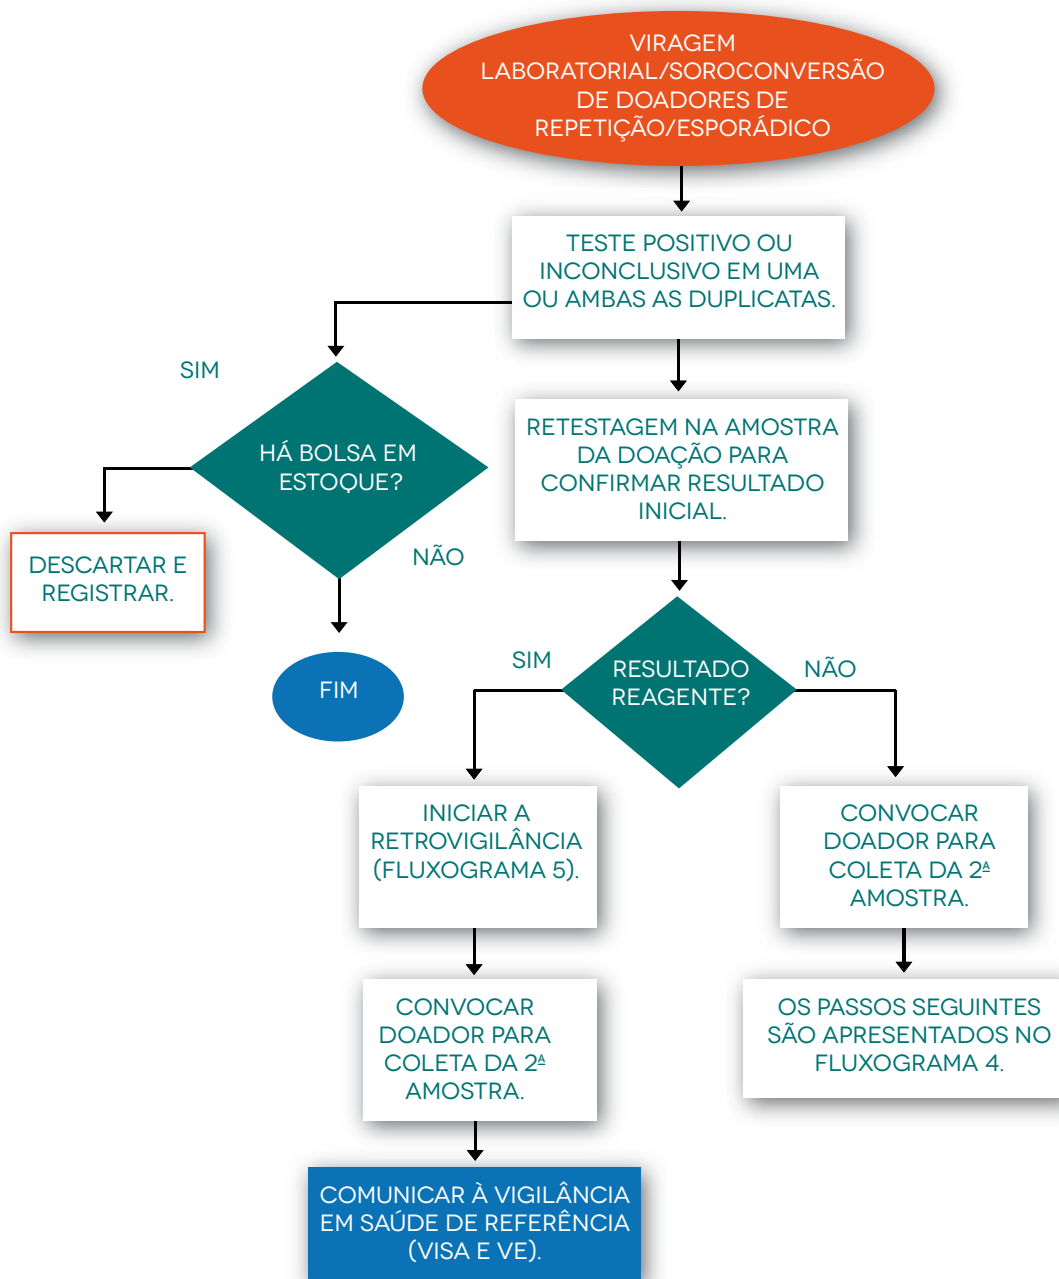 VIRAGEM
LABORATORIAL/SOROCONVERSÃO
DE DOADORES DE
REPETIÇÃO/ESPORÁDICO
TESTE POSITIVO OU
INCONCLUSIVO EM UMA
OU AMBAS AS DUPLICATAS.
SIM
HÁ BOLSA EM
ESTOQUE?
NÃO
DESCARTAR E
REGISTRAR.
FIM
RETESTAGEM NA AMOSTRA
DA DOAÇÃO PARA
CONFIRMAR RESULTADO
INICIAL.
SIM
RESULTADO
REAGENTE?
NÃO
INICIAR A
RETROVIGILÂNCIA
(FLUXOGRAMA 5).
CONVOCAR
DOADOR PARA
COLETA DA 2ª
AMOSTRA.
COMUNICAR À VIGILÂNCIA
EM SAÚDE DE REFERÊNCIA
(VISA E VE).
CONVOCAR
DOADOR PARA
COLETA DA 2ª
AMOSTRA.
OS PASSOS SEGUINTES
SÃO APRESENTADOS NO
FLUXOGRAMA 4.